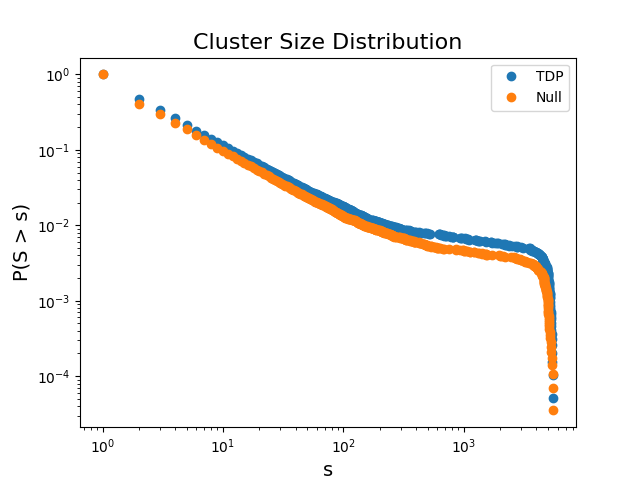 Cluster Size Distribution
TDP
Null
P(S > s)
10⁰
10⁻¹
10⁻²
10⁻³
10⁻⁴
10⁰
10¹
10²
10³
s